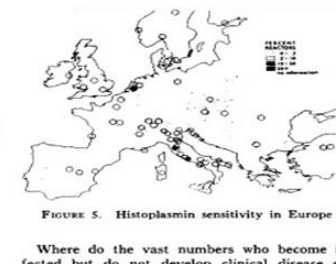 PERCENT
REACTORS
FIGURE 5. Histoplasmin sensitivity in Europe
Where do the vast numbers who become
fected but do not develop clinical disease